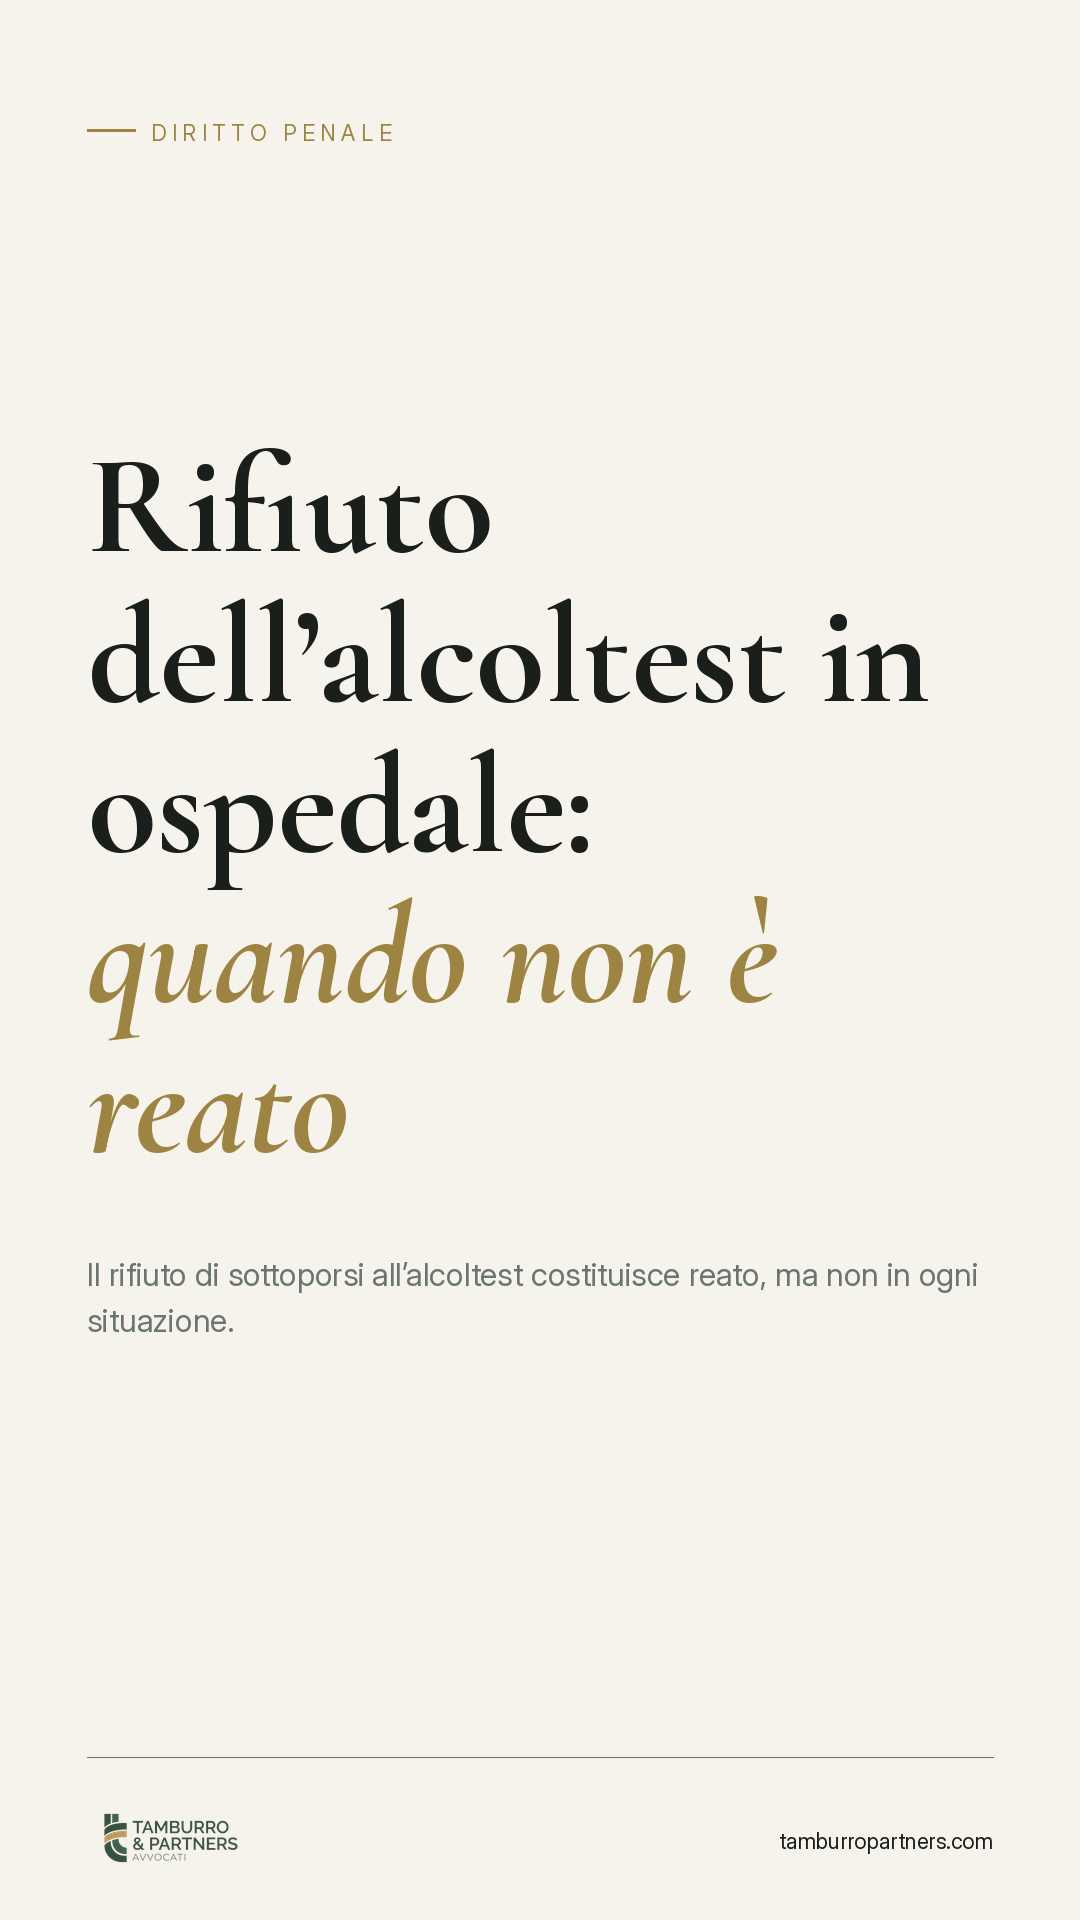 DIRITTO PENALE
Rifiuto
dell’alcoltest in
ospedale:
quando non è
reato
Il rifiuto di sottoporsi all’alcoltest costituisce reato, ma non in ogni
situazione.
TAMBURRO
& PARTNERS
AVVOCATI
tamburropartners.com